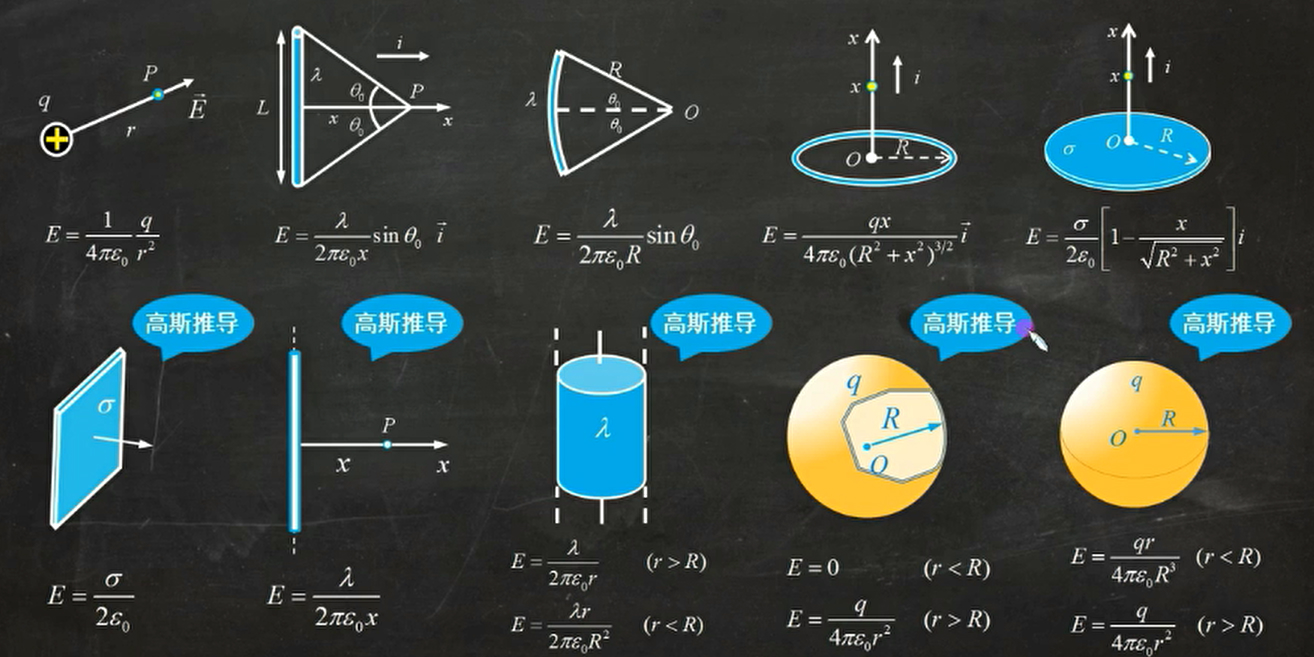 q
P
r
\vec{E}
E = \frac{1}{4\pi\varepsilon_0} \frac{q}{r^2}
L
λ
\vec{i}
θ_0
θ_0
P
x
x
E = \frac{\lambda}{2\pi\varepsilon_0 x} \sin\theta_0 \ \vec{i}
λ
R
θ_0
θ_0
O
E = \frac{\lambda}{2\pi\varepsilon_0 R} \sin\theta_0
x
x
i
O
R
E = \frac{qx}{4\pi\varepsilon_0 (R^2 + x^2)^{3/2}} \vec{i}
x
x
i
σ
O
R
E = \frac{\sigma}{2\varepsilon_0} \left[ 1 - \frac{x}{\sqrt{R^2 + x^2}} \right] i
高斯推导
σ
E = \frac{\sigma}{2\varepsilon_0}
高斯推导
P
x
x
E = \frac{\lambda}{2\pi\varepsilon_0 x}
高斯推导
λ
E = \frac{\lambda}{2\pi\varepsilon_0 r} (r > R)
E = \frac{\lambda r}{2\pi\varepsilon_0 R^2} (r < R)
高斯推导
q
R
O
E = 0 (r < R)
E = \frac{q}{4\pi\varepsilon_0 r^2} (r > R)
高斯推导
q
O
R
E = \frac{qr}{4\pi\varepsilon_0 R^3} (r < R)
E = \frac{q}{4\pi\varepsilon_0 r^2} (r > R)